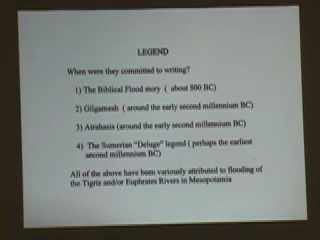 LEGEND
When were they committed to writing?
1) The Biblical Flood story ( about 800 BC)
2) Gilgamesh ( around the early second millennium BC)
3) Atrahasis (around the early second millennium BC)
4) The Sumerian "Deluge" legend ( perhaps the earliest
second millennium BC)
All of the above have been variously attributed to flooding of
the Tigris and/or Euphrates Rivers in Mesopotamia